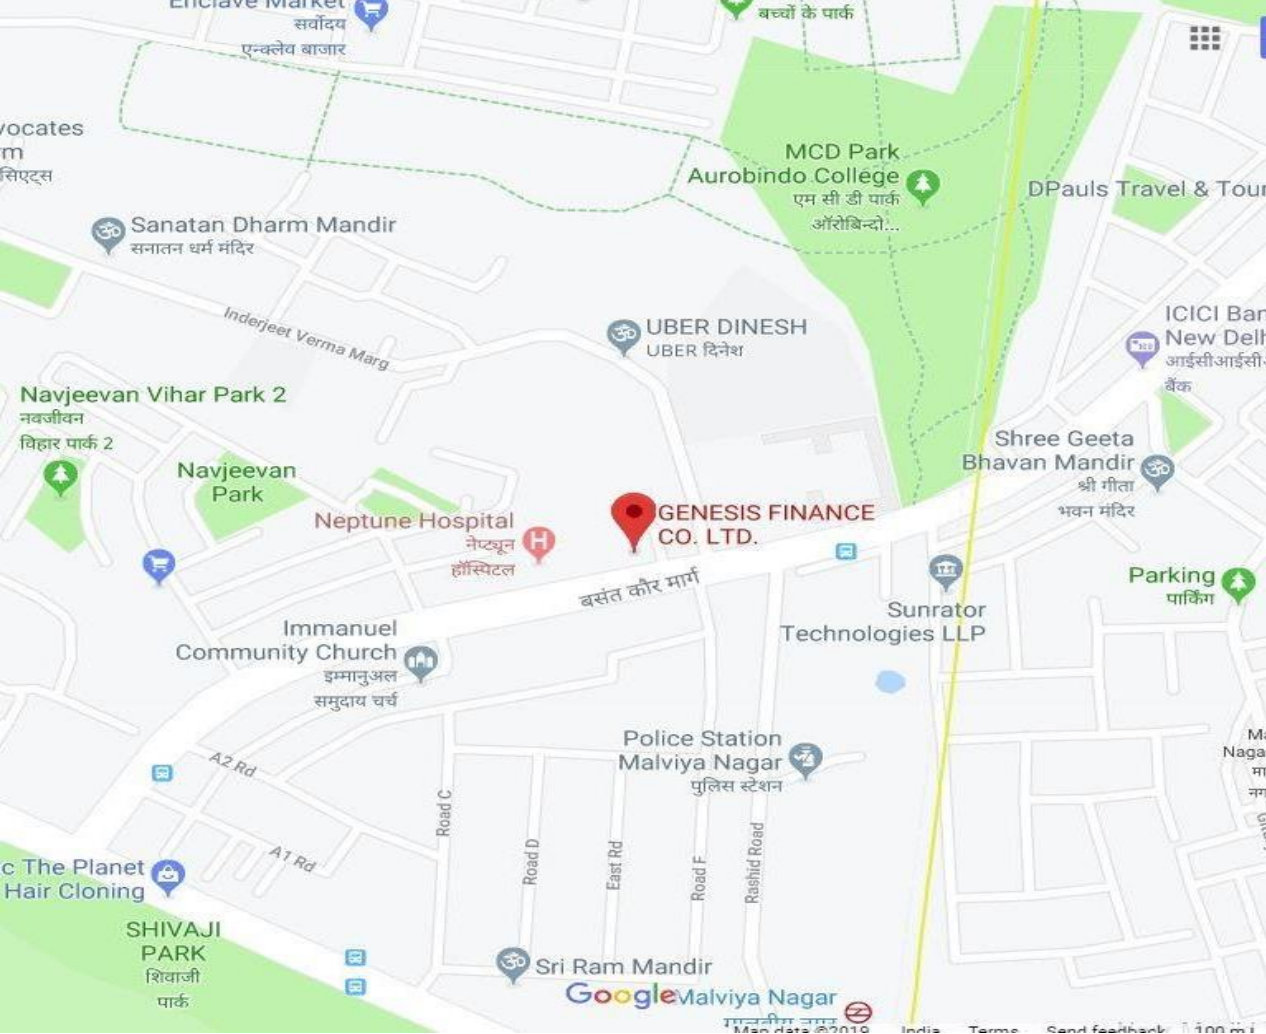 Enclave Market
सर्वोदय
एन्क्लेव बाजार
बच्चों के पार्क
vocates
MCD Park
Aurobindo College
एम सी डी पार्क
ऑरोबिन्दो...
DPauls Travel & Tour
Sanatan Dharm Mandir
सनातन धर्म मंदिर
Inderjeet Verma Marg
UBER DINESH
UBER दिनेश
ICICI Ban
New Delh
बैंक
Navjeevan Vihar Park 2
नवजीवन
विहार पार्क 2
Navjeevan
Park
Shree Geeta
Bhavan Mandir
श्री गीता
भवन मंदिर
Neptune Hospital
नेप्ट्यून
हॉस्पिटल
GENESIS FINANCE
CO. LTD.
बसंत कौर मार्ग
Parking
पार्किंग
Sunrator
Technologies LLP
Immanuel
Community Church
इम्मानुअल
समुदाय चर्च
Police Station
Malviya Nagar
पुलिस स्टेशन
A2 Rd
A1 Rd
Road C
Road D
East Rd
Road F
Rashid Road
c The Planet
Hair Cloning
SHIVAJI
PARK
शिवाजी
पार्क
Sri Ram Mandir
Google
Malviya Nagar
मालवीय नगर
Map data ©2019 India Terms Send feedback 100 m